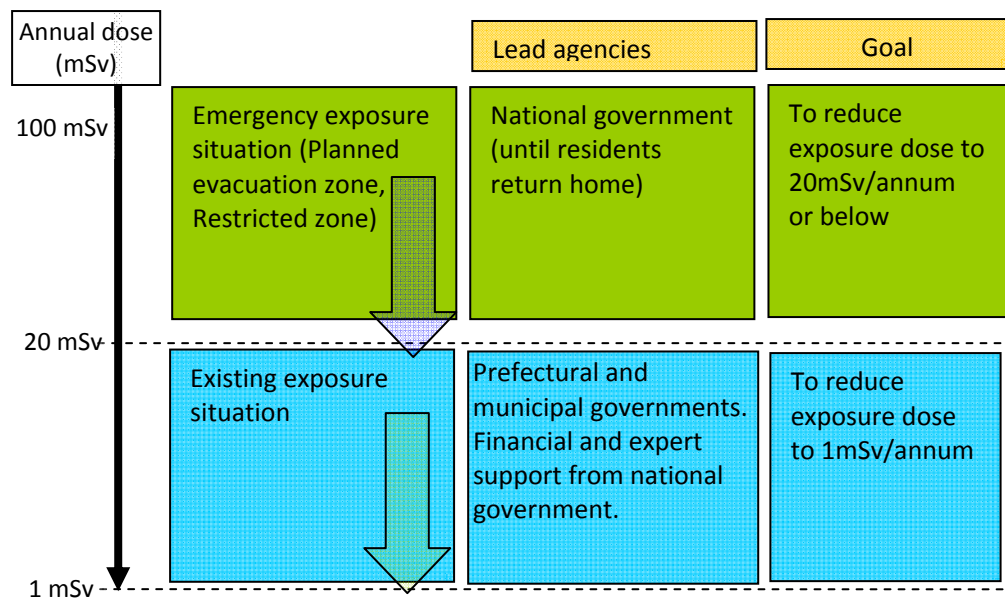 Annual dose
(mSv)
Lead agencies
Goal
100 mSv
Emergency exposure
situation (Planned
evacuation zone,
Restricted zone)
National government
(until residents
return home)
To reduce
exposure dose to
20mSv/annum
or below
20 mSv
Existing exposure
situation
Prefectural and
municipal governments.
Financial and expert
support from national
government.
To reduce
exposure dose
to 1mSv/annum
1 mSv